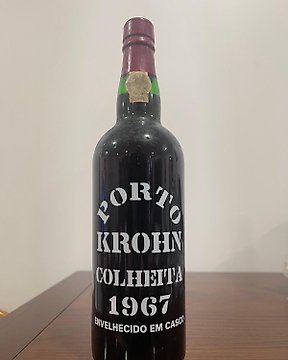 PORTO
KROHN
COLHEITA
1967
ENVELHECIDO EM CASCO